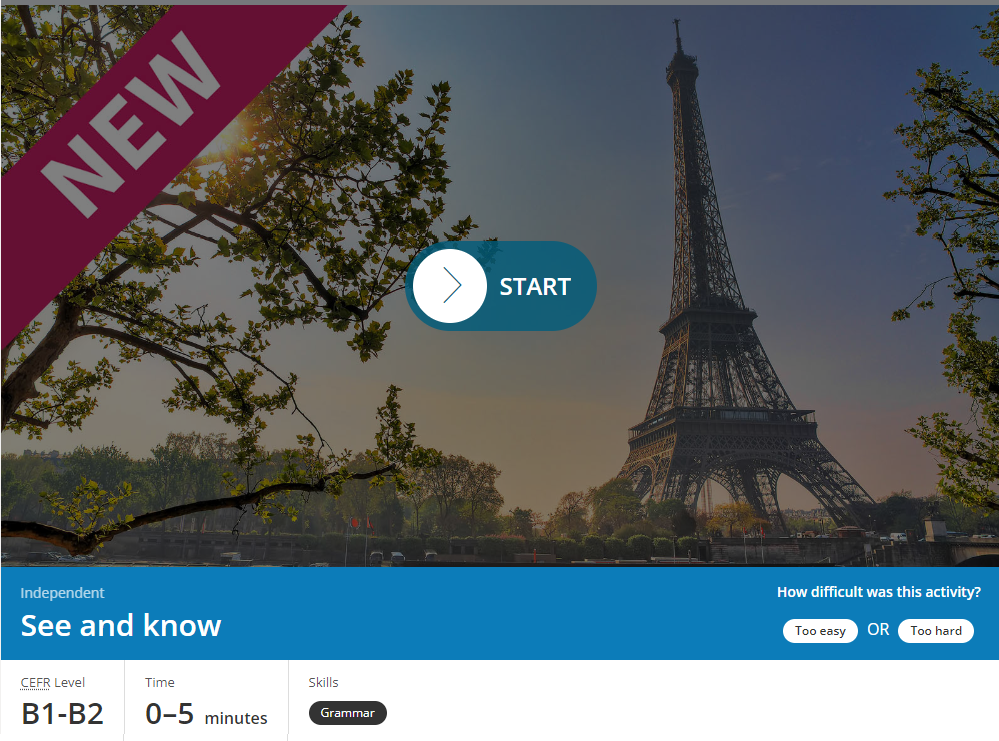 NEW
START
Independent
How difficult was this activity?
See and know
Too easy OR Too hard
CEFR Level
B1-B2
Time
0–5 minutes
Skills
Grammar